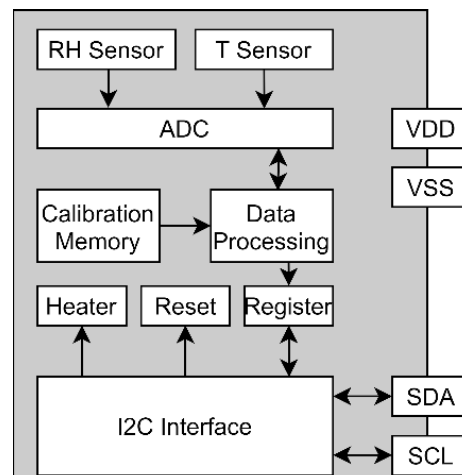 RH Sensor
T Sensor
ADC
VDD
VSS
Calibration
Memory
Data
Processing
Heater
Reset
Register
I2C Interface
SDA
SCL